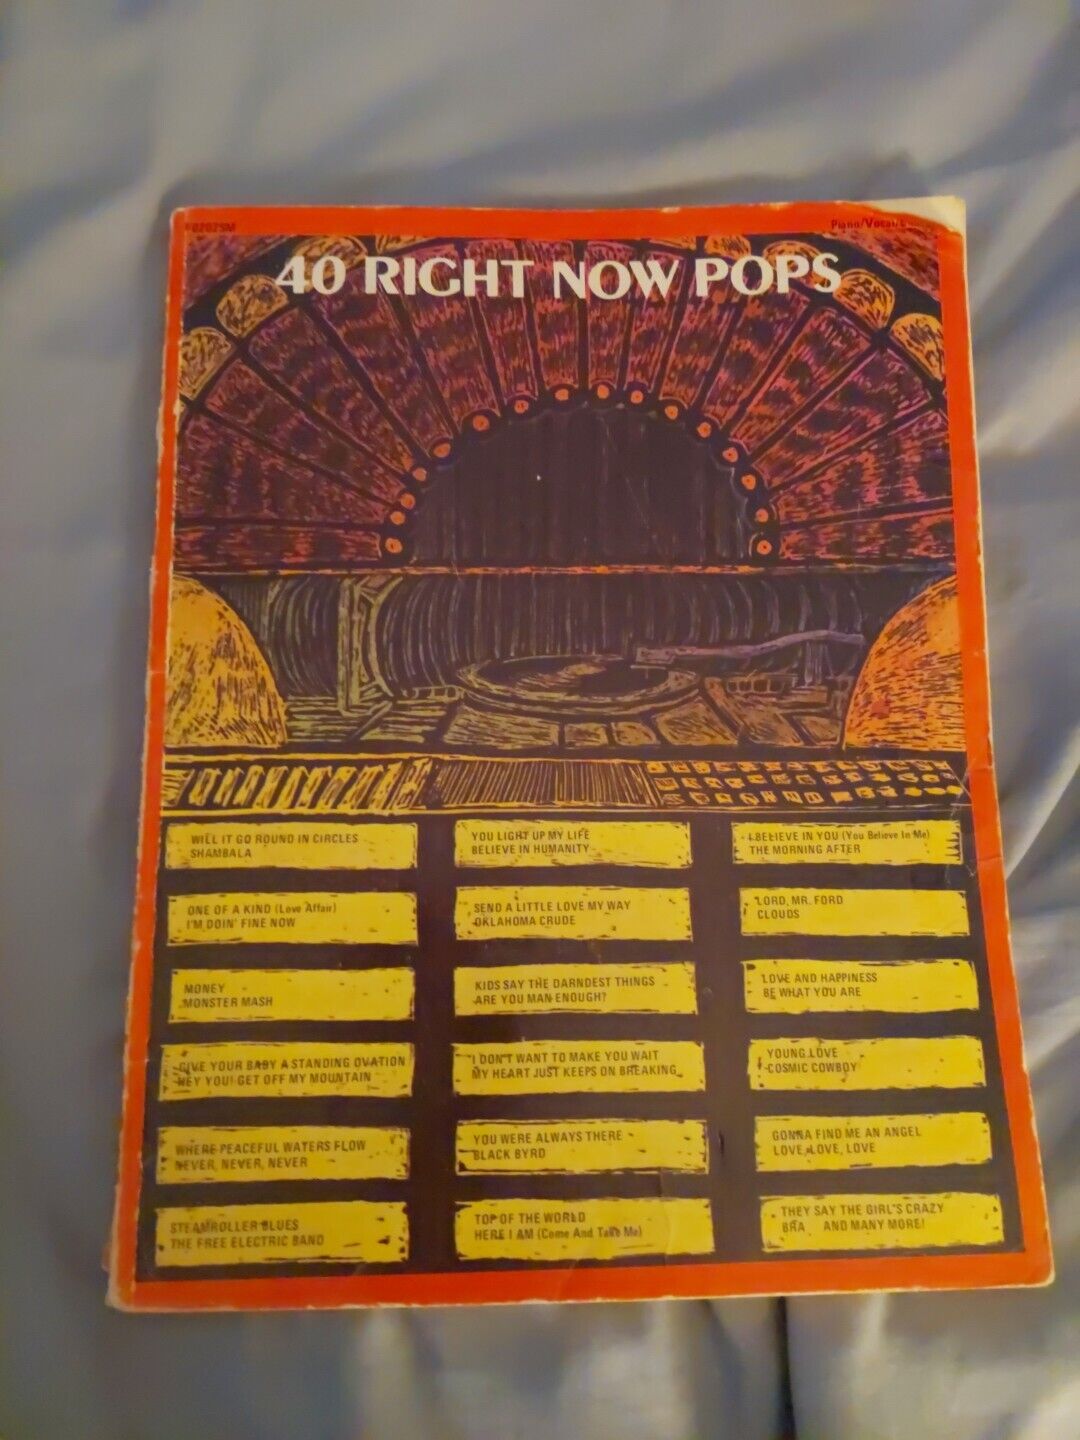 Piano/Vocal/
40 RIGHT NOW POPS
WILL IT GO ROUND IN CIRCLES
SHAMBALA
ONE OF A KIND (Love Affair)
I'M DOIN' FINE NOW
MONEY
MONSTER MASH
GIVE YOUR BABY A STANDING OVATION
HEY YOU! GET OFF MY MOUNTAIN
WHERE PEACEFUL WATERS FLOW
NEVER, NEVER, NEVER
STEAMROLLER BLUES
THE FREE ELECTRIC BAND
YOU LIGHT UP MY LIFE
BELIEVE IN HUMANITY
SEND A LITTLE LOVE MY WAY
OKLAHOMA CRUDE
KIDS SAY THE DARNDEST THINGS
ARE YOU MAN ENOUGH?
I DON'T WANT TO MAKE YOU WAIT
MY HEART JUST KEEPS ON BREAKING
YOU WERE ALWAYS THERE
BLACK BYRD
TOP OF THE WORLD
HERE I AM (Come And Take Me)
I BELIEVE IN YOU (You Believe In Me)
THE MORNING AFTER
LORD, MR. FORD
CLOUDS
LOVE AND HAPPINESS
BE WHAT YOU ARE
YOUNG LOVE
COSMIC COWBOY
GONNA FIND ME AN ANGEL
LOVE, LOVE, LOVE
THEY SAY THE GIRL'S CRAZY
BRA AND MANY MORE!